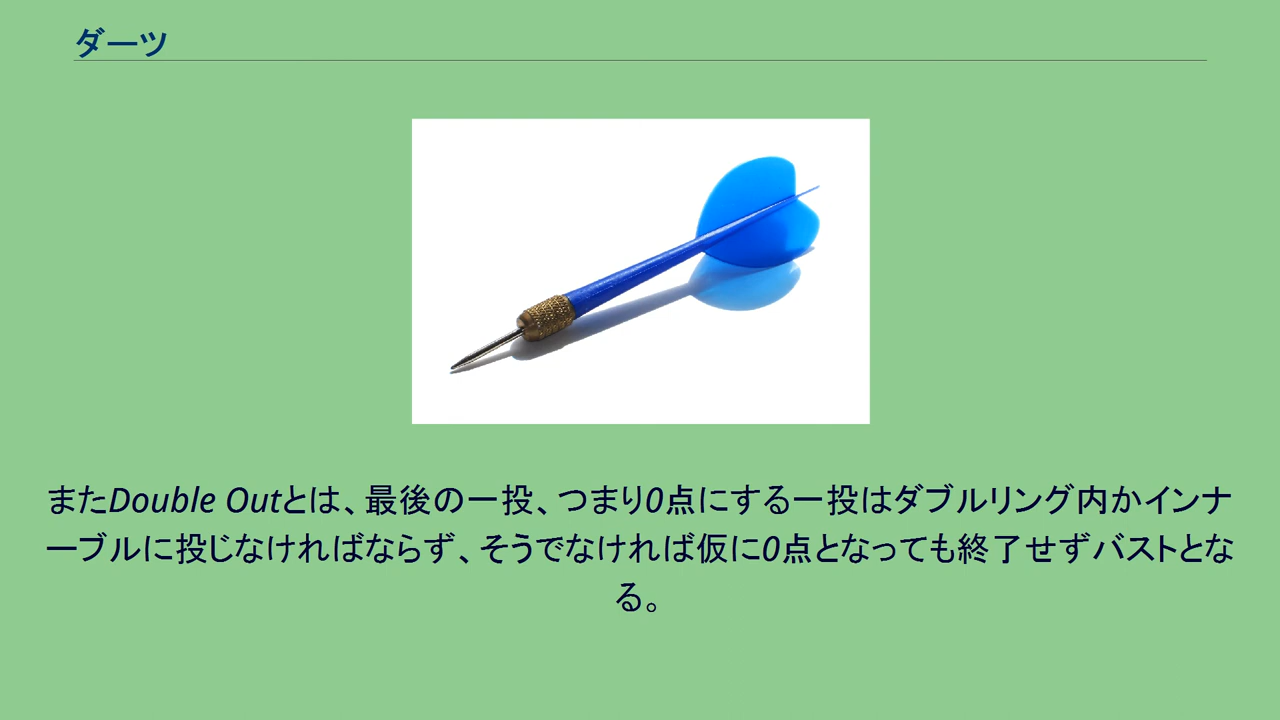 ダーツ
またDouble Outとは、最後の一投、つまり0点にする一投はダブルリング内かインナ
ーブルに投じなければならず、そうでなければ仮に0点となっても終了せずバストとな
る。